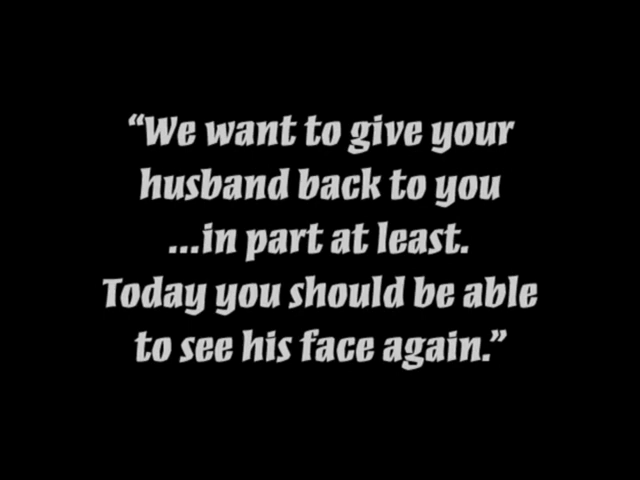 “We want to give your
husband back to you
...in part at least.
Today you should be able
to see his face again.”